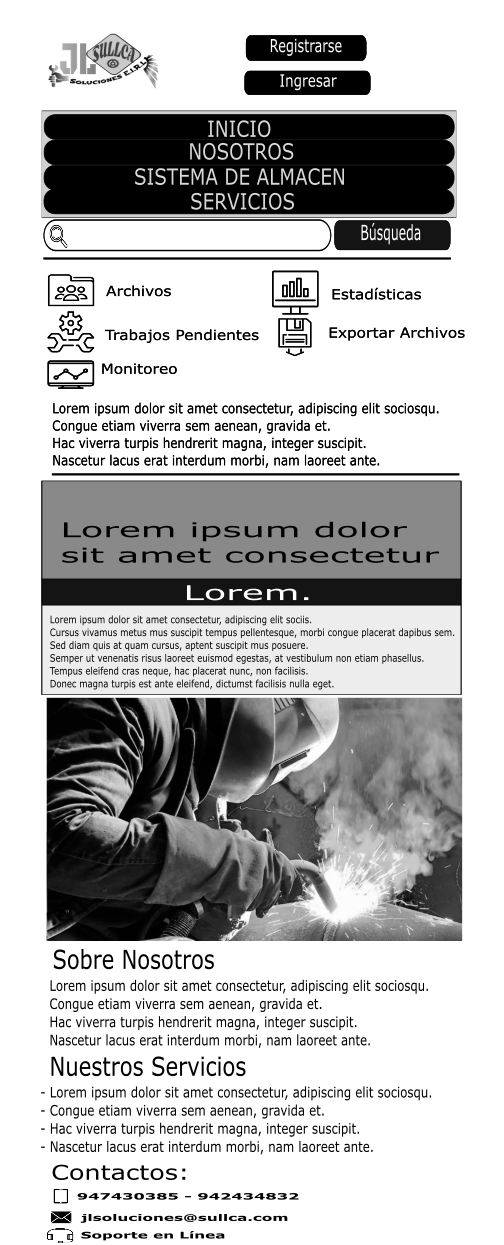 JL SULLCA
SOLUCIONES E.I.R.L
Registrarse
Ingresar
INICIO
NOSOTROS
SISTEMA DE ALMACEN
SERVICIOS
Búsqueda
Archivos
Estadísticas
Trabajos Pendientes
Exportar Archivos
Monitoreo
Lorem ipsum dolor sit amet consectetur, adipiscing elit sociosqu.
Congue etiam viverra sem aenean, gravida et.
Hac viverra turpis hendrerit magna, integer suscipit.
Nascetur lacus erat interdum morbi, nam laoreet ante.
Lorem ipsum dolor
sit amet consectetur
Lorem.
Lorem ipsum dolor sit amet consectetur, adipiscing elit sociis.
Cursus vivamus metus mus suscipit tempus pellentesque, morbi congue placerat dapibus sem.
Sed diam quis at quam cursus, aptent suscipit mus posuere.
Semper ut venenatis risus laoreet euismod egestas, at vestibulum non etiam phasellus.
Tempus eleifend cras neque, hac placerat nunc, non facilisis.
Donec magna turpis est ante eleifend, dictumst facilisis nulla eget.
Sobre Nosotros
Lorem ipsum dolor sit amet consectetur, adipiscing elit sociosqu.
Congue etiam viverra sem aenean, gravida et.
Hac viverra turpis hendrerit magna, integer suscipit.
Nascetur lacus erat interdum morbi, nam laoreet ante.
Nuestros Servicios
- Lorem ipsum dolor sit amet consectetur, adipiscing elit sociosqu.
- Congue etiam viverra sem aenean, gravida et.
- Hac viverra turpis hendrerit magna, integer suscipit.
- Nascetur lacus erat interdum morbi, nam laoreet ante.
Contactos:
947430385 - 942434832
jlsoluciones@sullca.com
Soporte en Línea